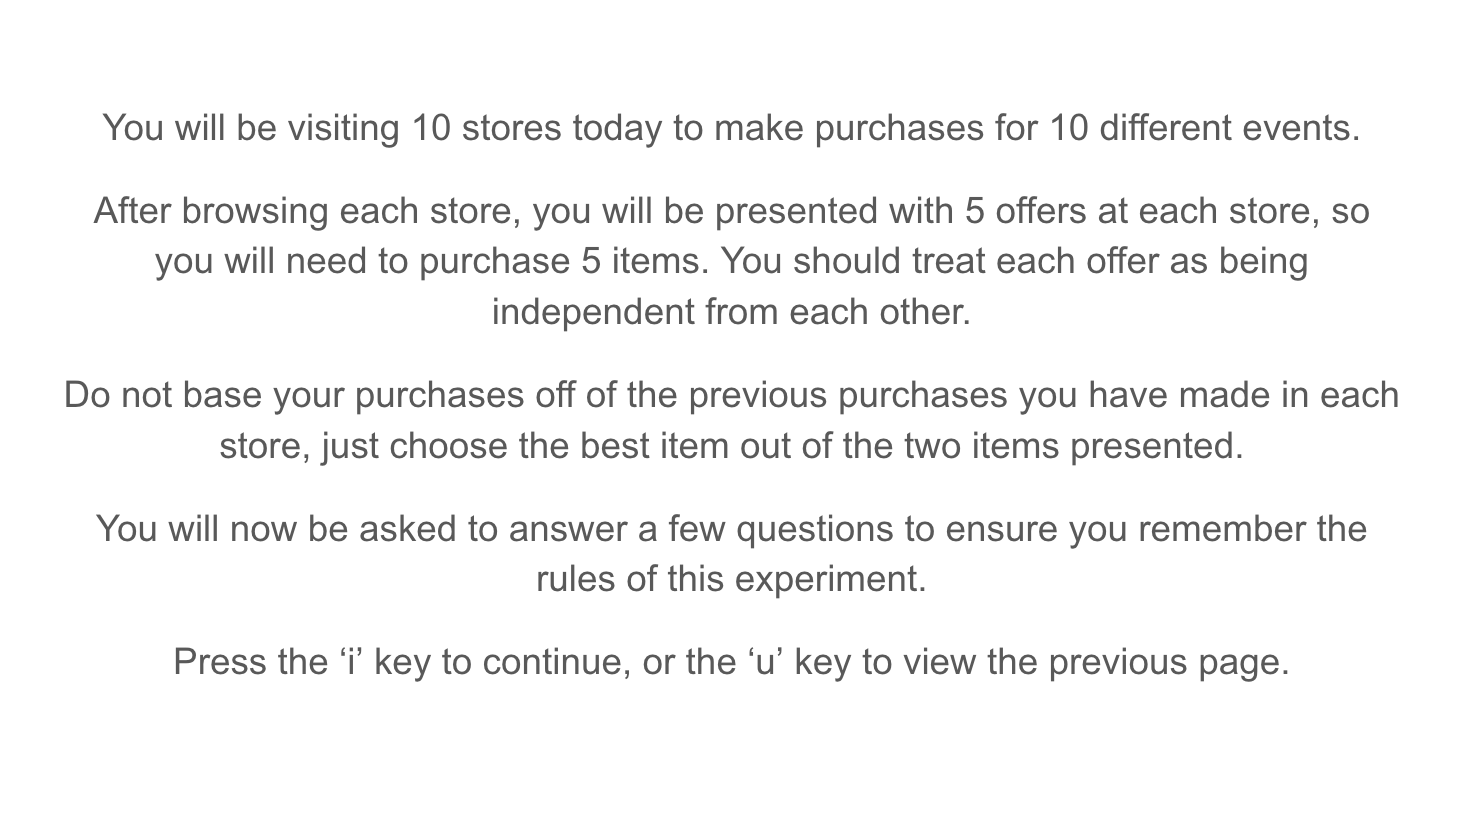 You will be visiting 10 stores today to make purchases for 10 different events.
After browsing each store, you will be presented with 5 offers at each store, so
you will need to purchase 5 items. You should treat each offer as being
independent from each other.
Do not base your purchases off of the previous purchases you have made in each
store, just choose the best item out of the two items presented.
You will now be asked to answer a few questions to ensure you remember the
rules of this experiment.
Press the ‘i’ key to continue, or the ‘u’ key to view the previous page.